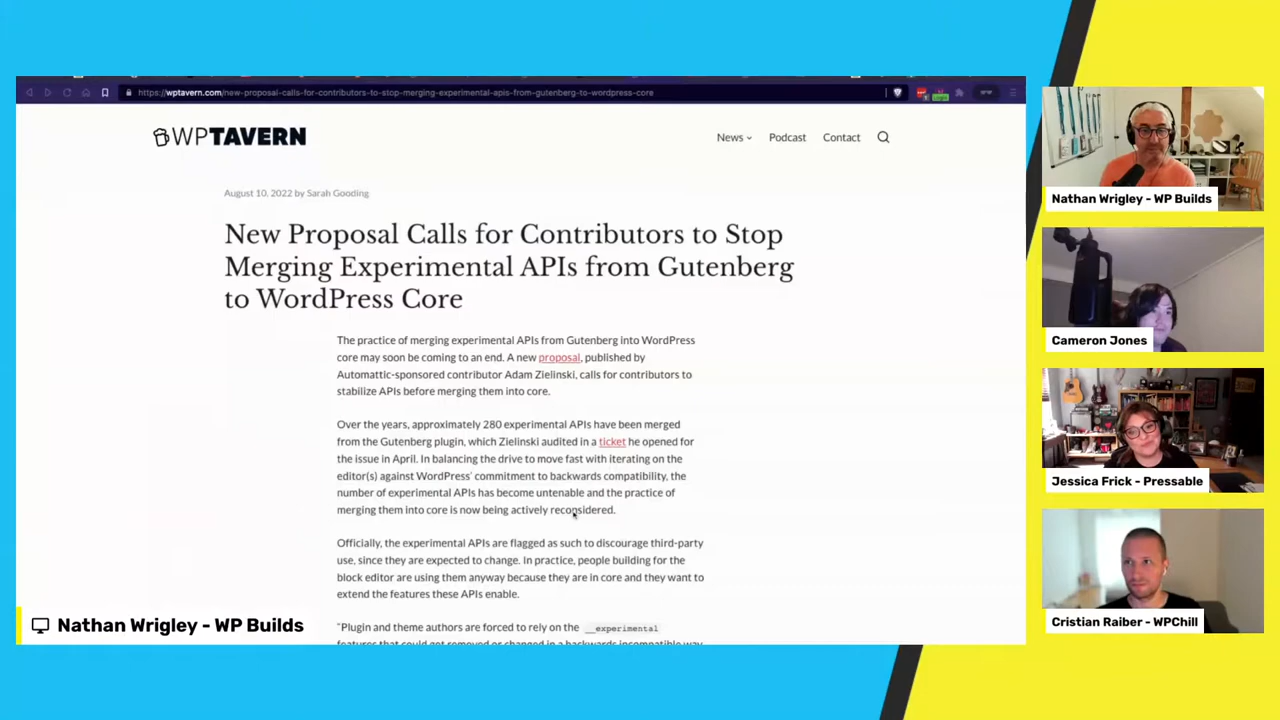 https://wptavern.com/new-proposal-calls-for-contributors-to-stop-merging-experimental-apis-from-gutenberg-to-wordpress-core
WPTAVERN
News
Podcast
Contact
August 10, 2022 by Sarah Gooding
New Proposal Calls for Contributors to Stop
Merging Experimental APIs from Gutenberg
to WordPress Core
The practice of merging experimental APIs from Gutenberg into WordPress
core may soon be coming to an end. A new proposal, published by
Automattic-sponsored contributor Adam Zielinski, calls for contributors to
stabilize APIs before merging them into core.
Over the years, approximately 280 experimental APIs have been merged
from the Gutenberg plugin, which Zielinski audited in a ticket he opened for
the issue in April. In balancing the drive to move fast with iterating on the
editor(s) against WordPress' commitment to backwards compatibility, the
number of experimental APIs has become untenable and the practice of
merging them into core is now being actively reconsidered.
Officially, the experimental APIs are flagged as such to discourage third-party
use, since they are expected to change. In practice, people building for the
block editor are using them anyway because they are in core and they want to
extend the features these APIs enable.
"Plugin and theme authors are forced to rely on the __experimental
features that could get removed or changed in a backwards incompatible way
Nathan Wrigley - WP Builds
Nathan Wrigley - WP Builds
Cameron Jones
Jessica Frick - Pressable
Cristian Raiber - WPChill